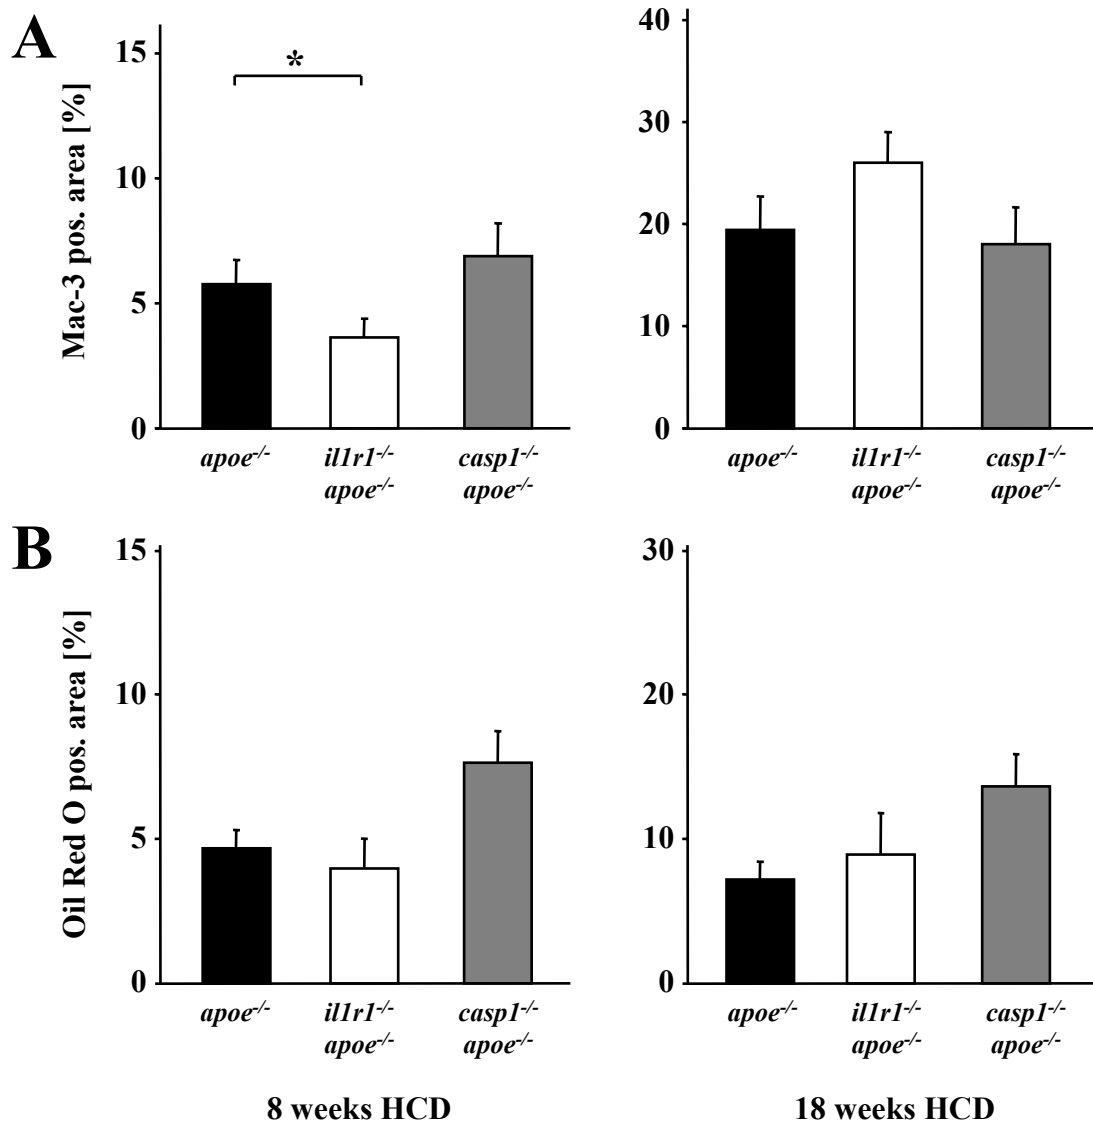 A
Mac-3 pos. area [%]
15
10
5
0
*
apoe-/-
il1r1-/-
apoe-/-
casp1-/-
apoe-/-
40
30
20
10
0
apoe-/-
il1r1-/-
apoe-/-
casp1-/-
apoe-/-
B
Oil Red O pos. area [%]
15
10
5
0
apoe-/-
il1r1-/-
apoe-/-
casp1-/-
apoe-/-
8 weeks HCD
30
20
10
0
apoe-/-
il1r1-/-
apoe-/-
casp1-/-
apoe-/-
18 weeks HCD